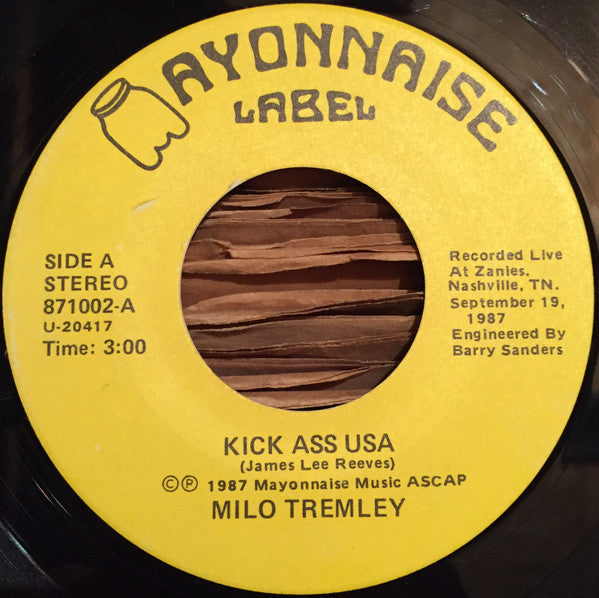 MAYONNAISE
LABEL
SIDE A
STEREO
871002-A
U-20417
Time: 3:00
Recorded Live
At Zanies.
Nashville, TN.
September 19,
1987
Engineered By
Barry Sanders
KICK ASS USA
(James Lee Reeves)
©℗ 1987 Mayonnaise Music ASCAP
MILO TREMLEY